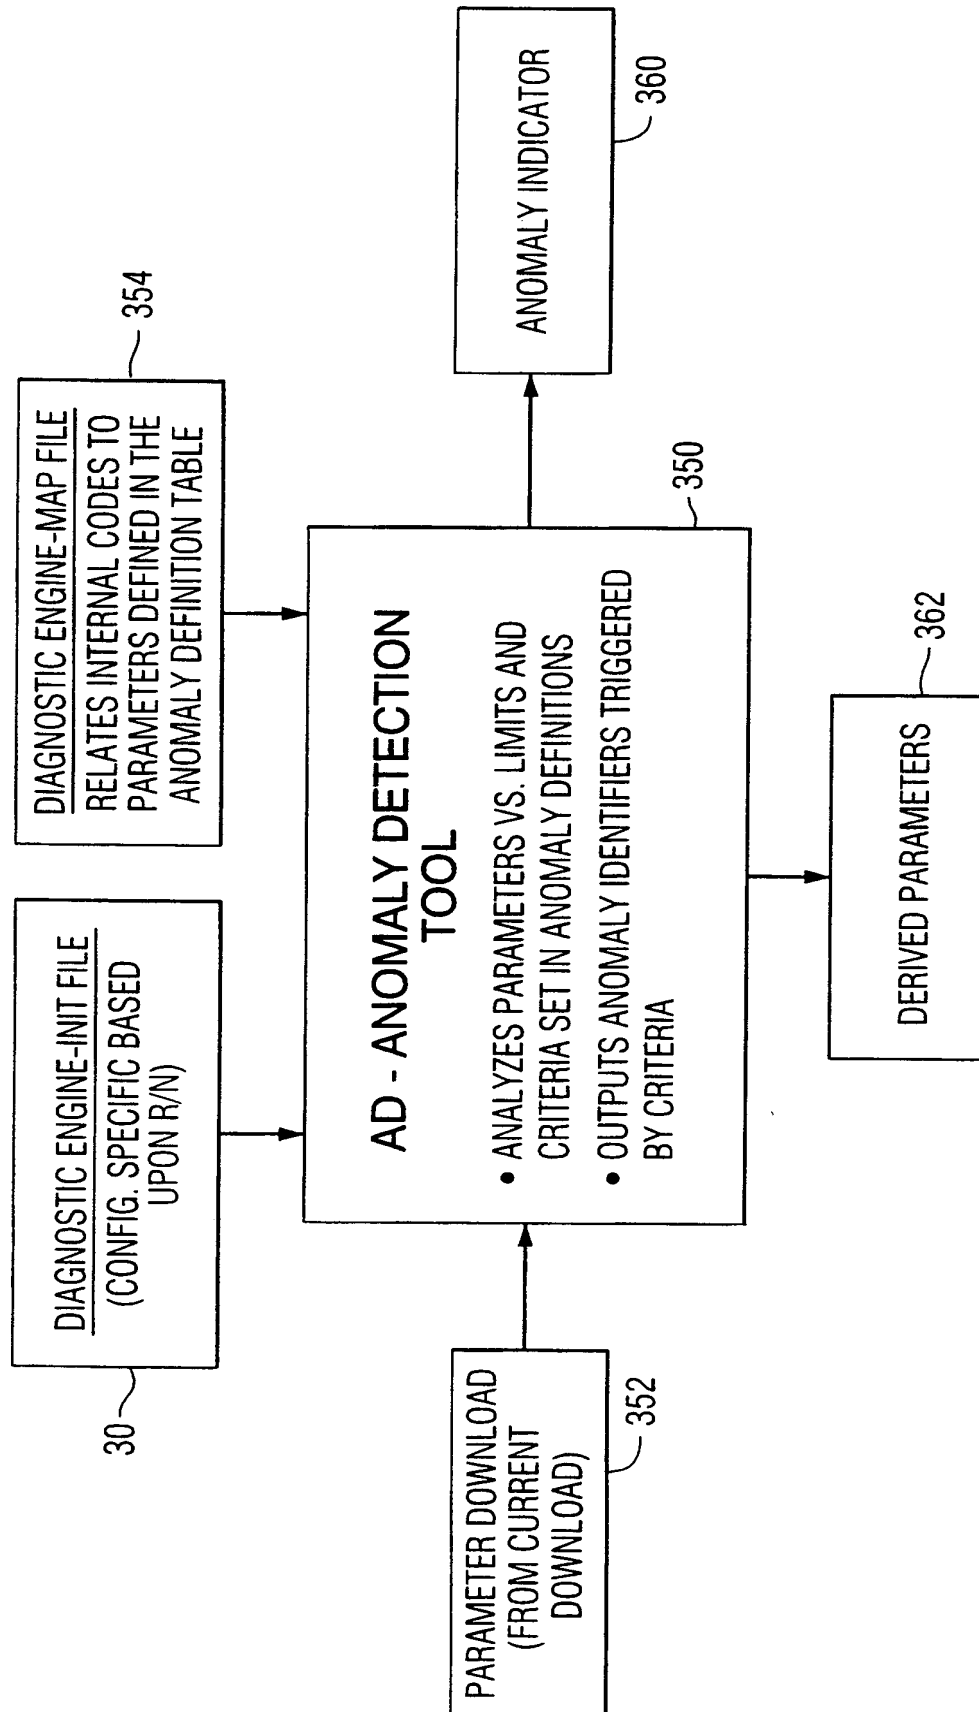 DIAGNOSTIC ENGINE-INIT FILE
(CONFIG. SPECIFIC BASED
UPON R/N)
30
DIAGNOSTIC ENGINE-MAP FILE
RELATES INTERNAL CODES TO
PARAMETERS DEFINED IN THE
ANOMALY DEFINITION TABLE
354
PARAMETER DOWNLOAD
(FROM CURRENT
DOWNLOAD)
352
AD - ANOMALY DETECTION
TOOL
• ANALYZES PARAMETERS VS. LIMITS AND
CRITERIA SET IN ANOMALY DEFINITIONS
• OUTPUTS ANOMALY IDENTIFIERS TRIGGERED
BY CRITERIA
350
ANOMALY INDICATOR
360
DERIVED PARAMETERS
362